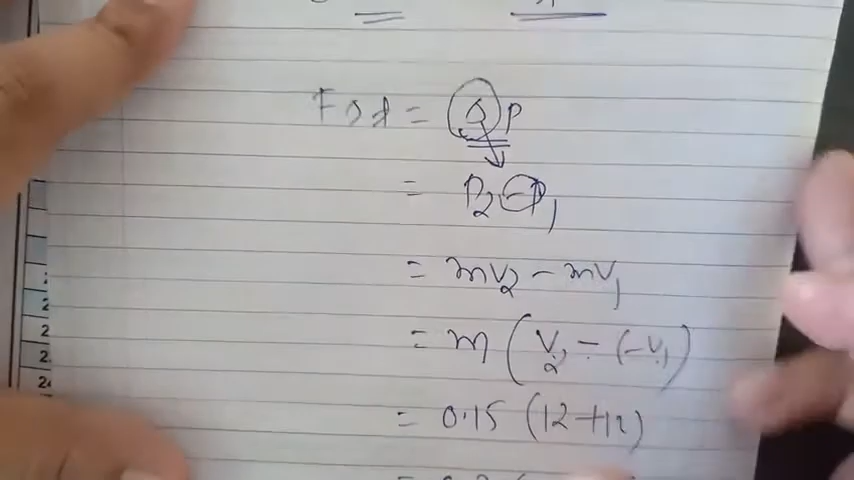 = P₂ - P₁
= mv₂ - mv₁
= m (v₂ - (-v₁)
= 0.15 (12+12)